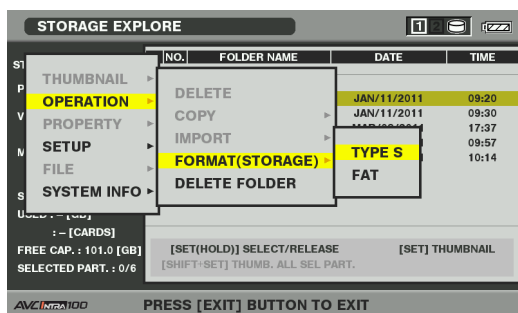 STORAGE EXPLORE
1 2
NO. FOLDER NAME DATE TIME
THUMBNAIL
OPERATION
PROPERTY
SETUP
FILE
SYSTEM INFO
DELETE
COPY
IMPORT
FORMAT(STORAGE)
DELETE FOLDER
TYPE S
FAT
JAN/11/2011 09:20
JAN/11/2011 09:30
17:37
09:57
10:14
: – [CARDS]
FREE CAP. : 101.0 [GB]
SELECTED PART. : 0/6
[SET(HOLD)] SELECT/RELEASE [SET] THUMBNAIL
[SHIFT+SET] THUMB. ALL SEL PART.
AVC INTRA 100 PRESS [EXIT] BUTTON TO EXIT